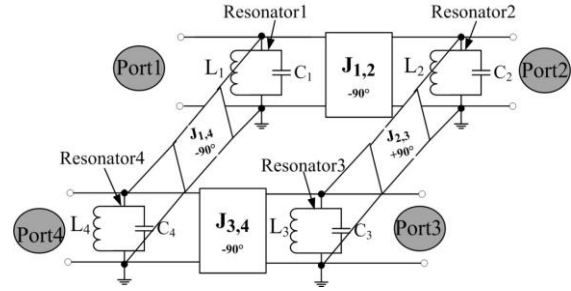 Resonator1
Resonator2
Port1
L1
C1
J1,2
-90°
L2
C2
Port2
J1,4
-90°
J2,3
+90°
Resonator4
Resonator3
Port4
L4
C4
J3,4
-90°
L3
C3
Port3